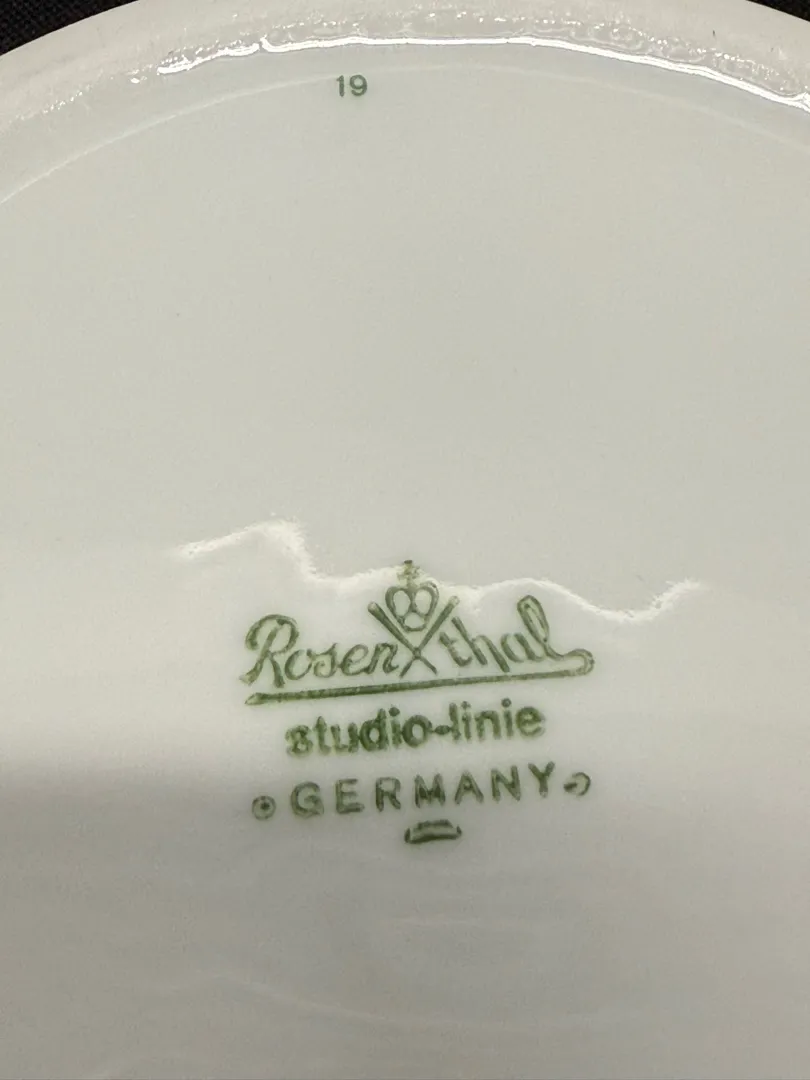 19
Rosenthal
studio-linie
GERMANY